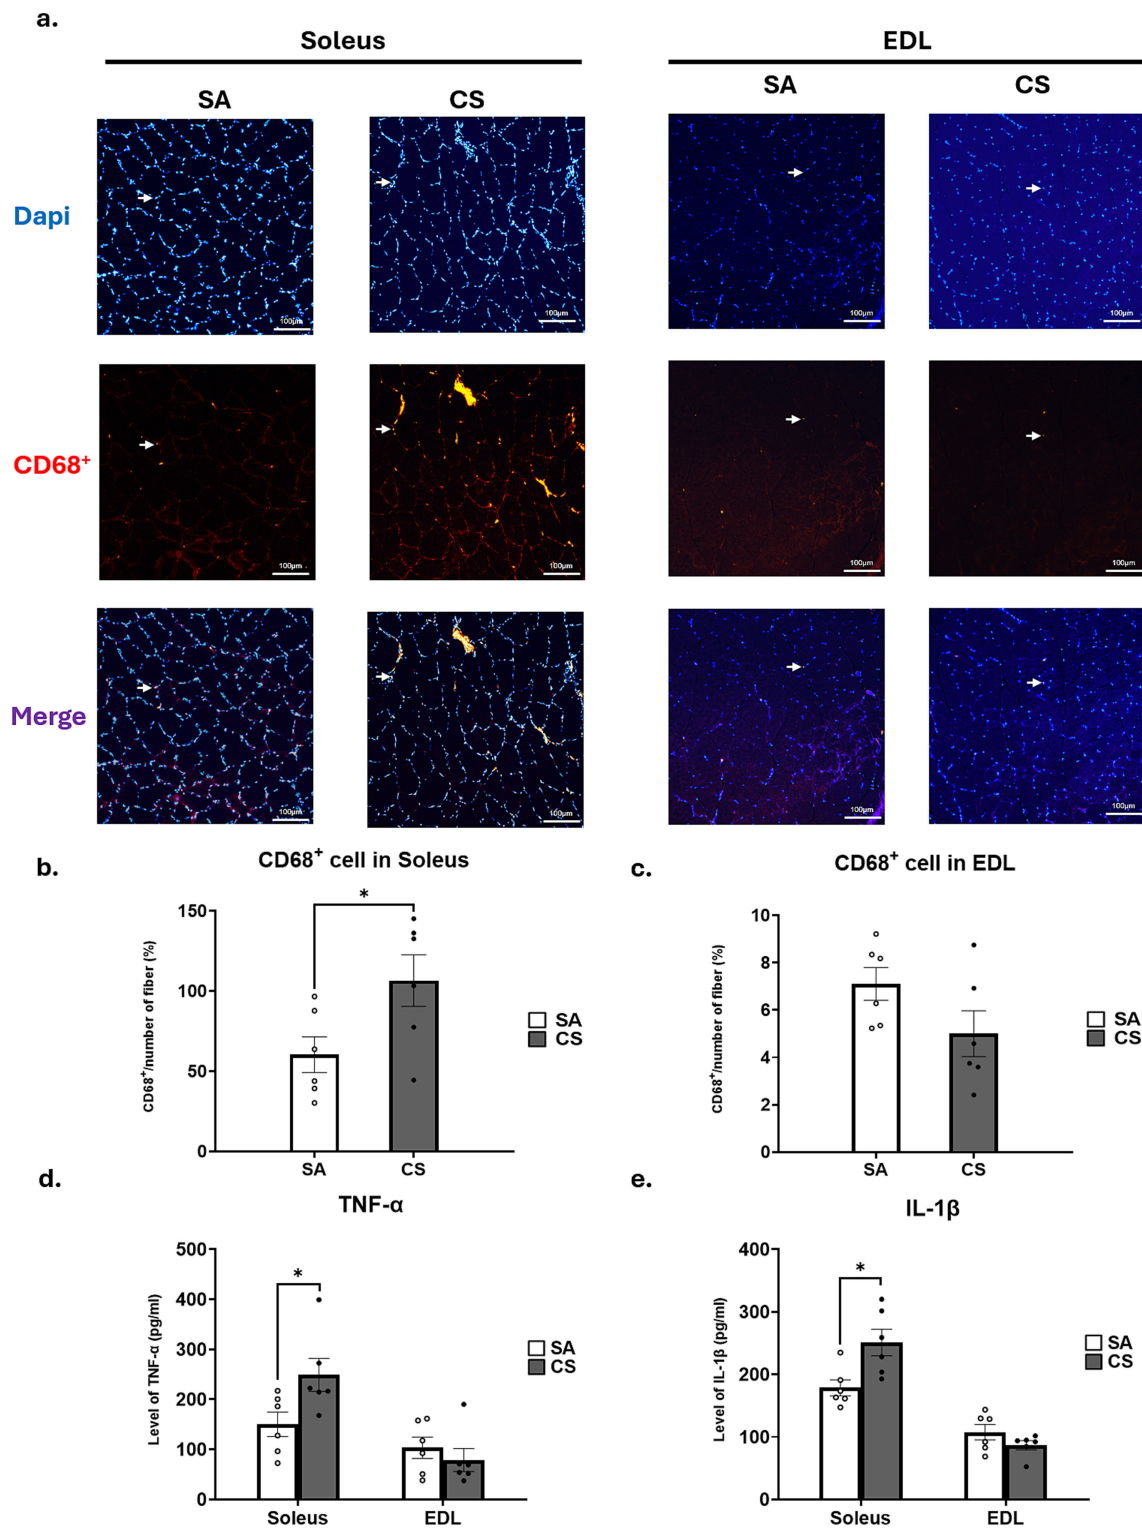 a.
Soleus
EDL
SA
CS
SA
CS
Dapi
100μm
100μm
100μm
100μm
CD68+
100μm
100μm
100μm
100μm
Merge
100μm
100μm
100μm
100μm
b.
CD68+ cell in Soleus
CD68+/number of fiber (%)
150
100
50
0
*
SA
CS
SA
CS
c.
CD68+ cell in EDL
CD68+/number of fiber (%)
10
8
6
4
2
0
SA
CS
SA
CS
d.
TNF-α
Level of TNF-α (pg/ml)
500
400
300
200
100
0
*
Soleus
EDL
SA
CS
e.
IL-1β
Level of IL-1β (pg/ml)
400
300
200
100
0
*
Soleus
EDL
SA
CS